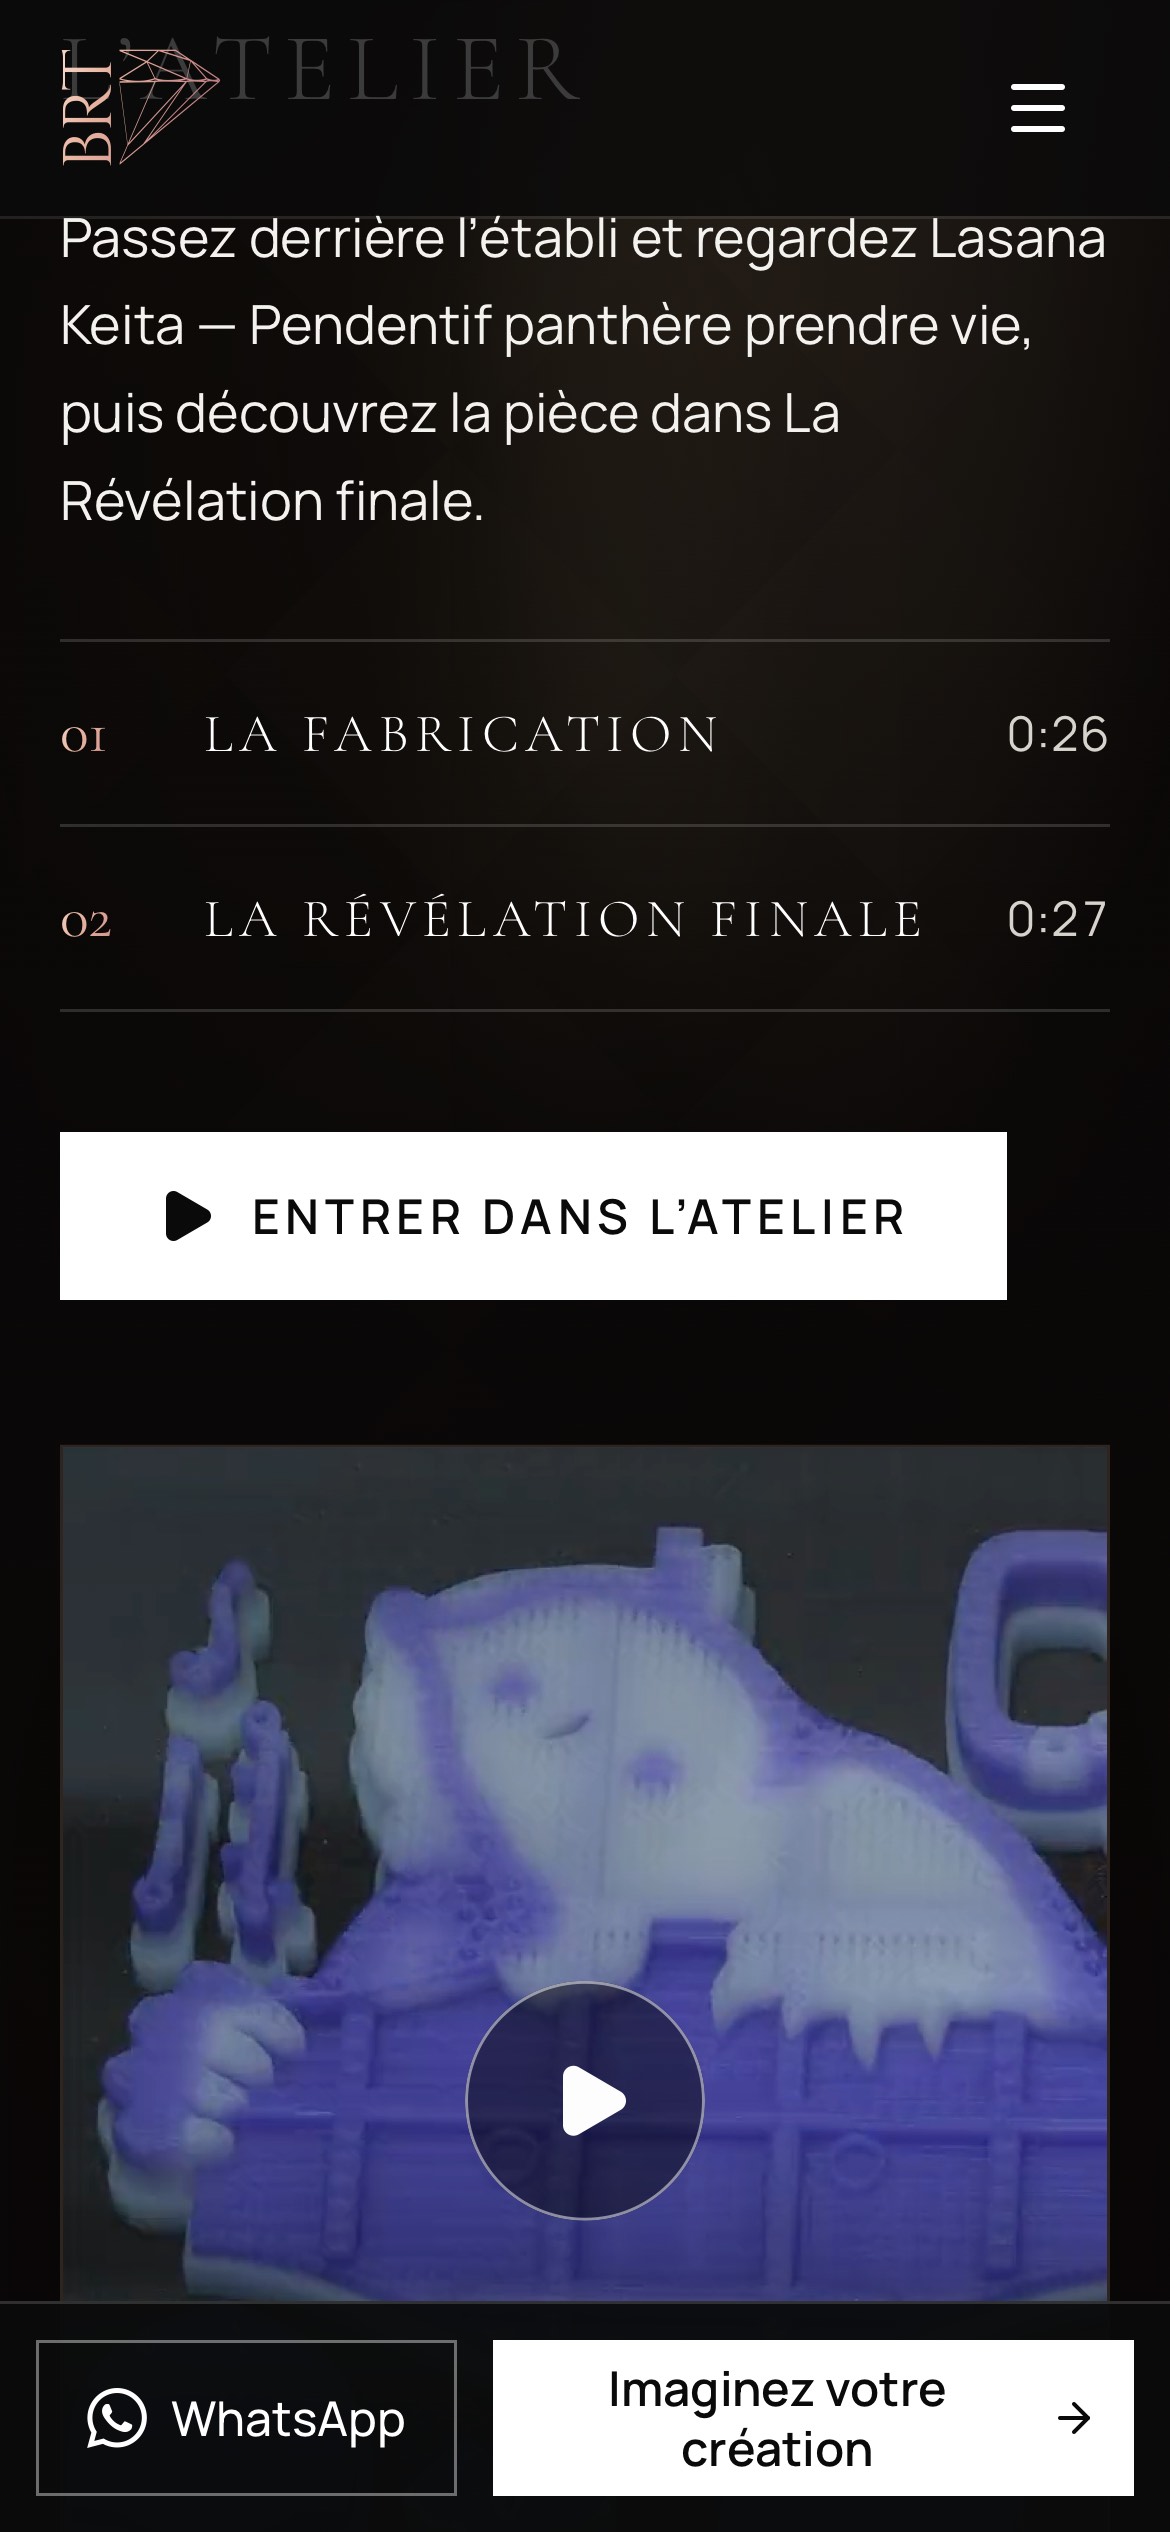 L’ATELIER
BRT
Passez derrière l’établi et regardez Lasana
Keita — Pendentif panthère prendre vie,
puis découvrez la pièce dans La
Révélation finale.
01 LA FABRICATION 0:26
02 LA RÉVÉLATION FINALE 0:27
ENTRER DANS L’ATELIER
WhatsApp
Imaginez votre
création